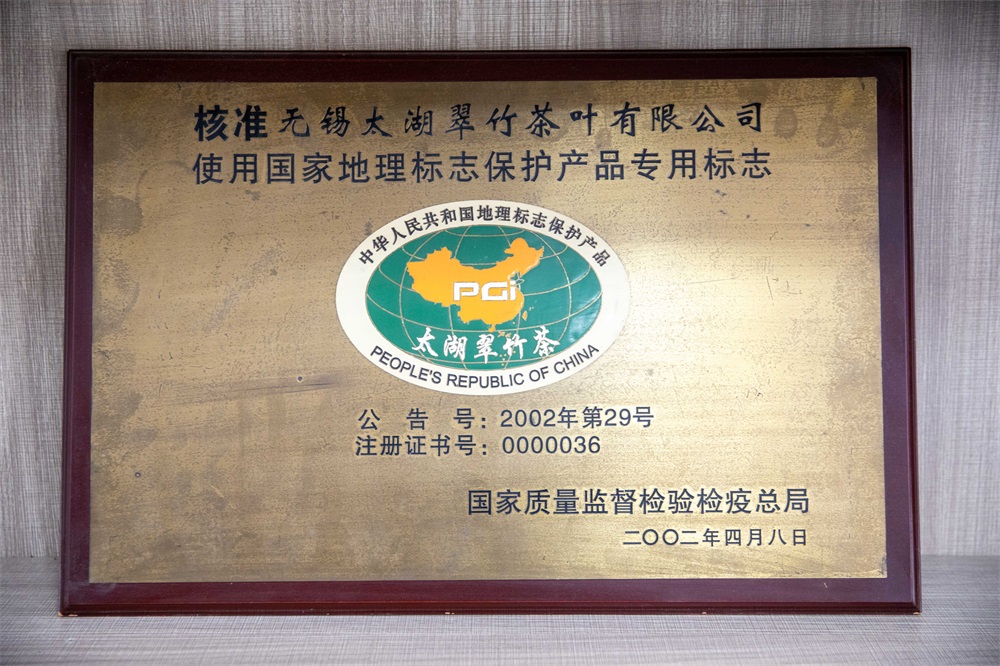 核准无锡太湖翠竹茶叶有限公司
使用国家地理标志保护产品专用标志
中华人民共和国地理标志保护产品
PGi
太湖翠竹茶
PEOPLE'S REPUBLIC OF CHINA
公 告 号：2002年第29号
注册证书号：0000036
国家质量监督检验检疫总局
二〇〇二年四月八日